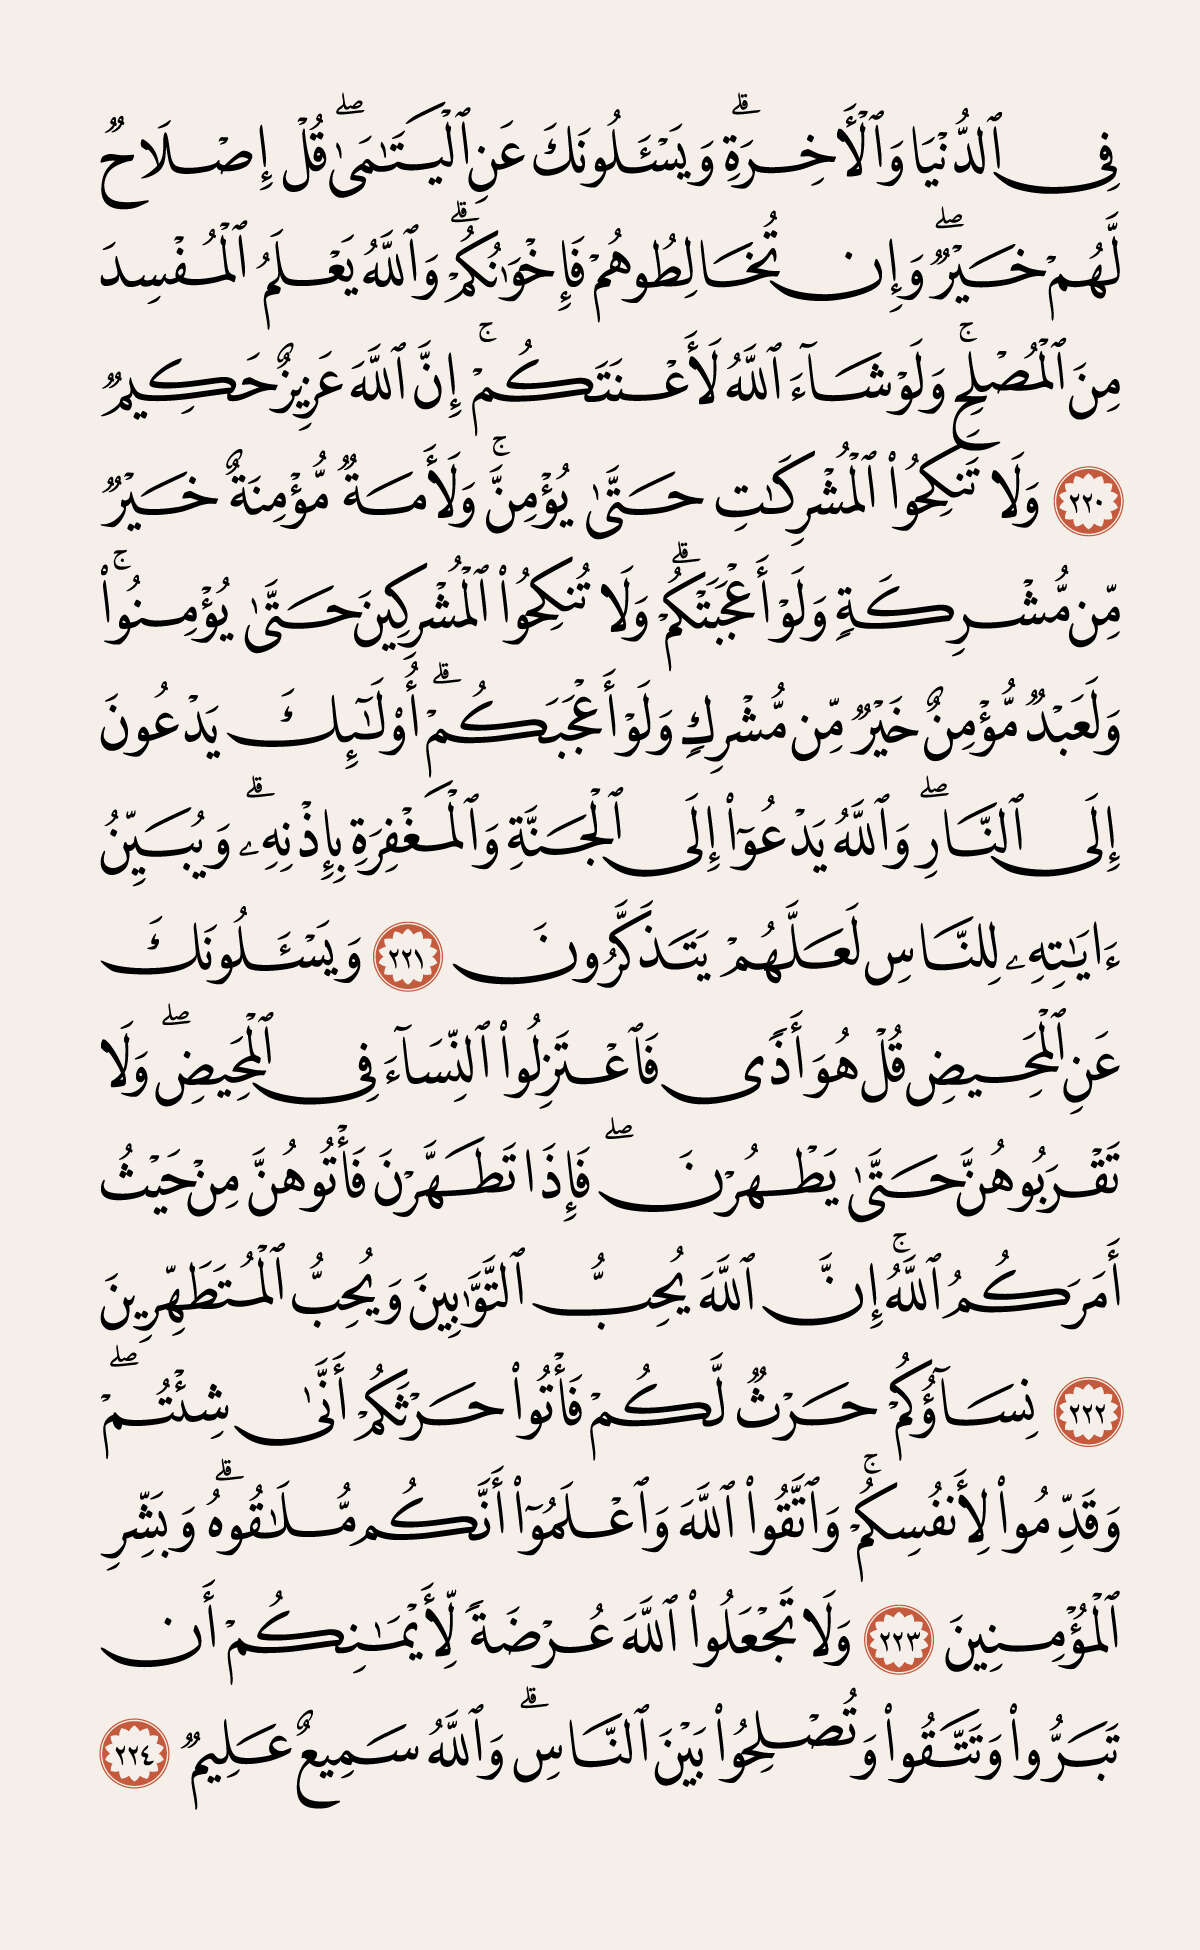 فِى ٱلدُّنْيَا وَٱلْأَخِرَةِ ۗ وَيَسْـَٔلُونَكَ عَنِ ٱلْيَتَـٰمَىٰ ۖ قُلْ إِصْلَاحٌ
لَّهُمْ خَيْرٌ ۖ وَإِن تُخَالِطُوهُمْ فَإِخْوَٰنُكُمْ ۗ وَٱللَّهُ يَعْلَمُ ٱلْمُفْسِدَ
مِنَ ٱلْمُصْلِحِ ۚ وَلَوْ شَآءَ ٱللَّهُ لَأَعْنَتَكُمْ ۚ إِنَّ ٱللَّهَ عَزِيزٌ حَكِيمٌ
٢٢٠ وَلَا تَنكِحُوا۟ ٱلْمُشْرِكَـٰتِ حَتَّىٰ يُؤْمِنَّ ۚ وَلَأَمَةٌ مُّؤْمِنَةٌ خَيْرٌ
مِّن مُّشْرِكَةٍ وَلَوْ أَعْجَبَتْكُمْ ۗ وَلَا تُنكِحُوا۟ ٱلْمُشْرِكِينَ حَتَّىٰ يُؤْمِنُوا۟ ۚ
وَلَعَبْدٌ مُّؤْمِنٌ خَيْرٌ مِّن مُّشْرِكٍ وَلَوْ أَعْجَبَكُمْ ۗ أُو۟لَـٰٓئِكَ يَدْعُونَ
إِلَى ٱلنَّارِ ۖ وَٱللَّهُ يَدْعُوٓا۟ إِلَى ٱلْجَنَّةِ وَٱلْمَغْفِرَةِ بِإِذْنِهِۦ ۗ وَيُبَيِّنُ
ءَايَـٰتِهِۦ لِلنَّاسِ لَعَلَّهُمْ يَتَذَكَّرُونَ ٢٢١ وَيَسْـَٔلُونَكَ
عَنِ ٱلْمَحِيضِ قُلْ هُوَ أَذًى فَٱعْتَزِلُوا۟ ٱلنِّسَآءَ فِى ٱلْمَحِيضِ ۖ وَلَا
تَقْرَبُوهُنَّ حَتَّىٰ يَطْهُرْنَ ۖ فَإِذَا تَطَهَّرْنَ فَأْتُوهُنَّ مِنْ حَيْثُ
أَمَرَكُمُ ٱللَّهُ ۚ إِنَّ ٱللَّهَ يُحِبُّ ٱلتَّوَّٰبِينَ وَيُحِبُّ ٱلْمُتَطَهِّرِينَ
٢٢٢ نِسَآؤُكُمْ حَرْثٌ لَّكُمْ فَأْتُوا۟ حَرْثَكُمْ أَنَّىٰ شِئْتُمْ ۖ
وَقَدِّمُوا۟ لِأَنفُسِكُمْ ۚ وَٱتَّقُوا۟ ٱللَّهَ وَٱعْلَمُوٓا۟ أَنَّكُم مُّلَـٰقُوهُ ۗ وَبَشِّرِ
ٱلْمُؤْمِنِينَ ٢٢٣ وَلَا تَجْعَلُوا۟ ٱللَّهَ عُرْضَةً لِّأَيْمَـٰنِكُمْ أَن
تَبَرُّوا۟ وَتَتَّقُوا۟ وَتُصْلِحُوا۟ بَيْنَ ٱلنَّاسِ ۗ وَٱللَّهُ سَمِيعٌ عَلِيمٌ ٢٢٤